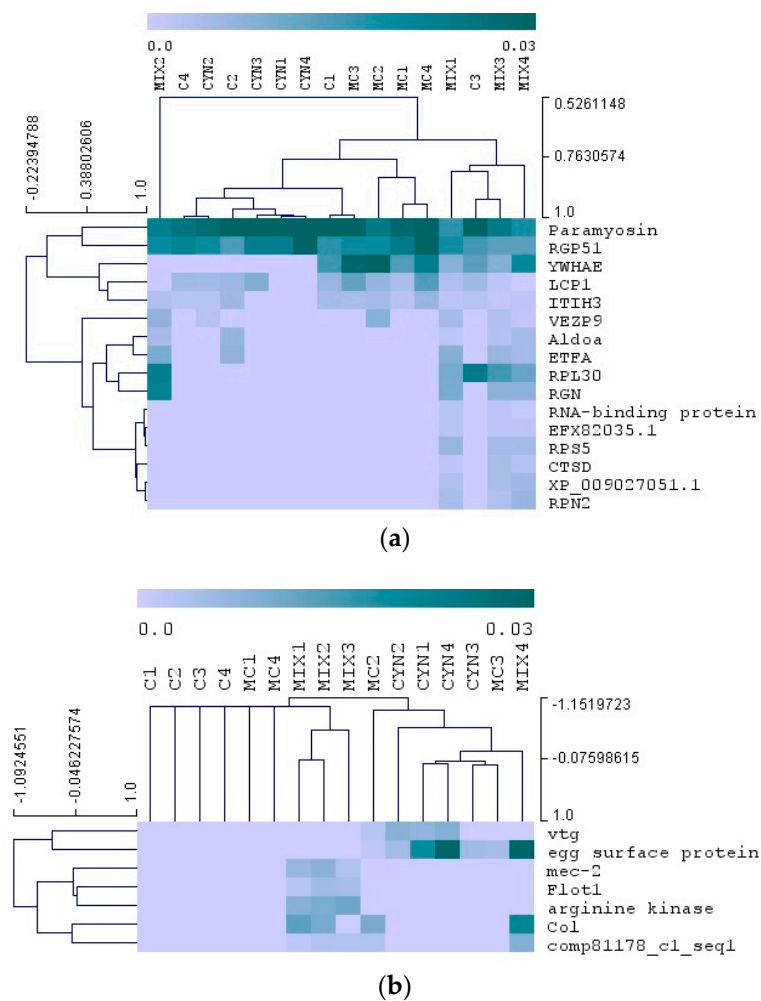 0.0 0.03
MIX2 C4 CYN2 C2 CYN3 CYN1 CYN4 C1 MC3 MC2 MC1 MC4 MIX1 C3 MIX3 MIX4
0.5261148
0.7630574
1.0
-0.22394788 0.38802606 1.0
Paramyosin
RGP51
YWHAE
LCP1
ITIH3
VEZP9
Aldoa
ETFA
RPL30
RGN
RNA-binding protein
EFX82035.1
RPS5
CTSD
XP_009027051.1
RPN2
(a)
0.0 0.03
C1 C2 C3 C4 MC1 MC4 MIX1 MIX2 MIX3 MC2 CYN2 CYN1 CYN4 CYN3 MC3 MIX4
-1.1519723
-0.07598615
1.0
-1.0924551 -0.046227574 1.0
vtg
egg surface protein
mec-2
Flot1
arginine kinase
Col
comp81178_c1_seq1
(b)